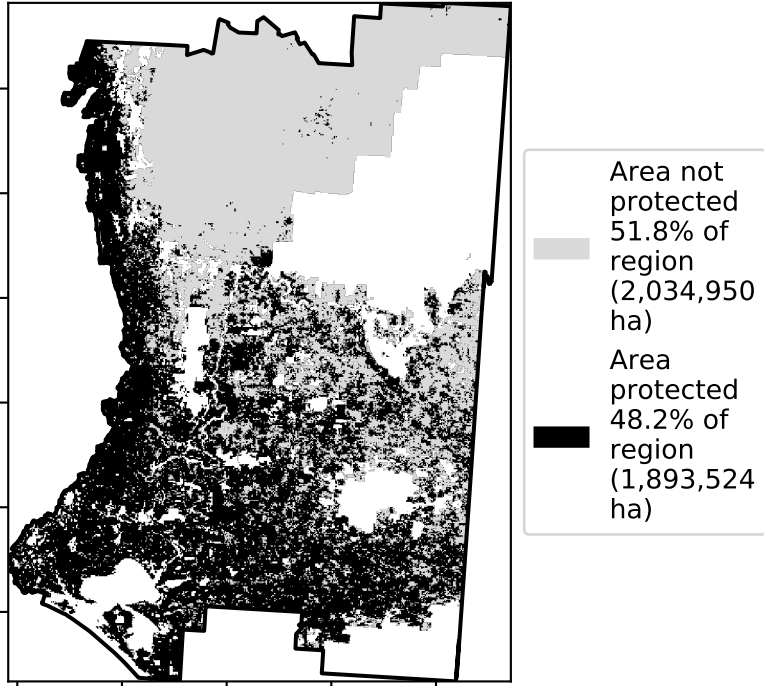 Area not
protected
51.8% of
region
(2,034,950
ha)
Area
protected
48.2% of
region
(1,893,524
ha)